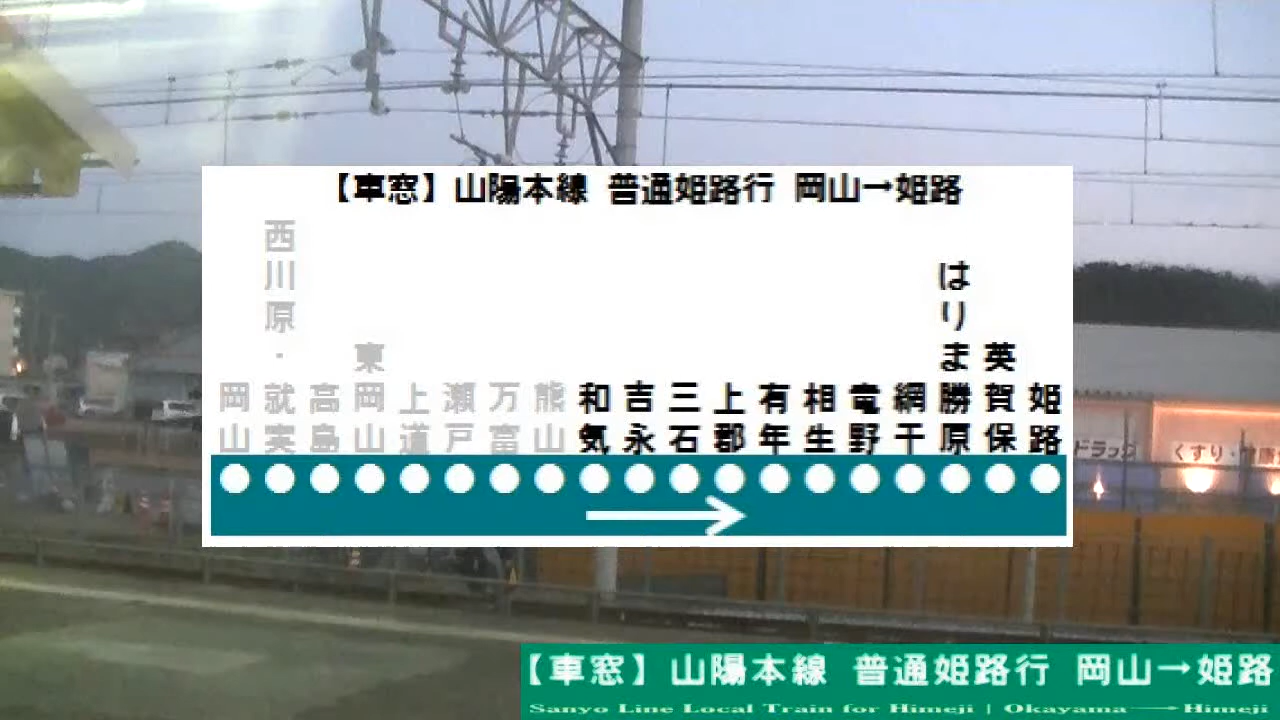 【車窓】山陽本線 普通姫路行 岡山→姫路
岡山
西川原・就実
高島
東岡山
上道
瀬戸
万富
熊山
和気
吉永
三石
上郡
有年
相生
竜野
網干
はりま勝原
英賀保
姫路
ドラッグ
くすり・健康
【車窓】山陽本線 普通姫路行 岡山→姫路
Sanyo Line Local Train for Himeji | Okayama→Himeji